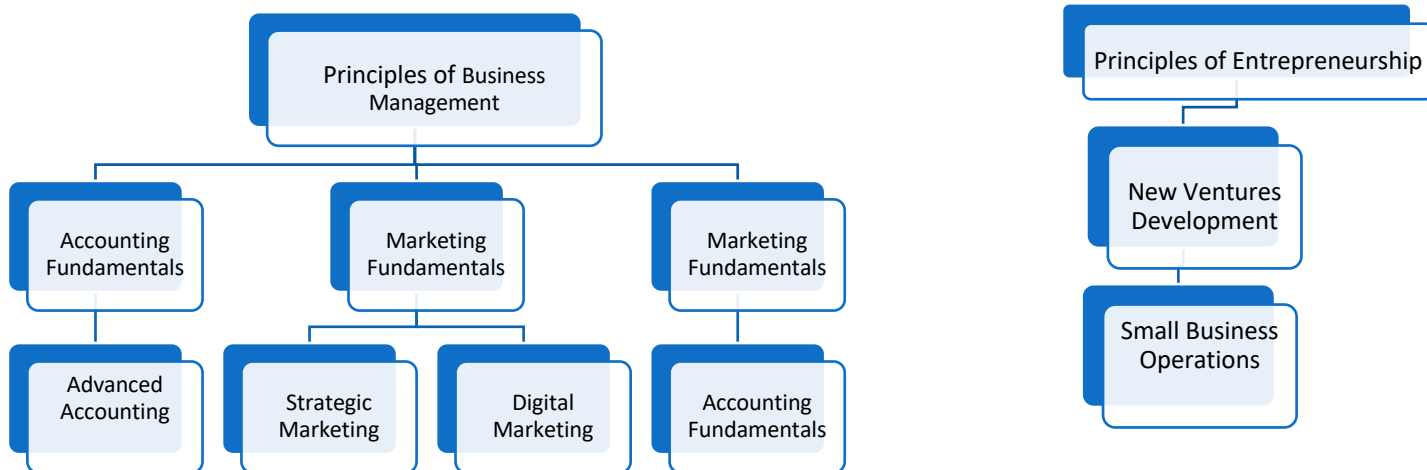 Principles of Business
Management
Principles of Entrepreneurship
Accounting
Fundamentals
Marketing
Fundamentals
Marketing
Fundamentals
New Ventures
Development
Advanced
Accounting
Strategic
Marketing
Digital
Marketing
Accounting
Fundamentals
Small Business
Operations